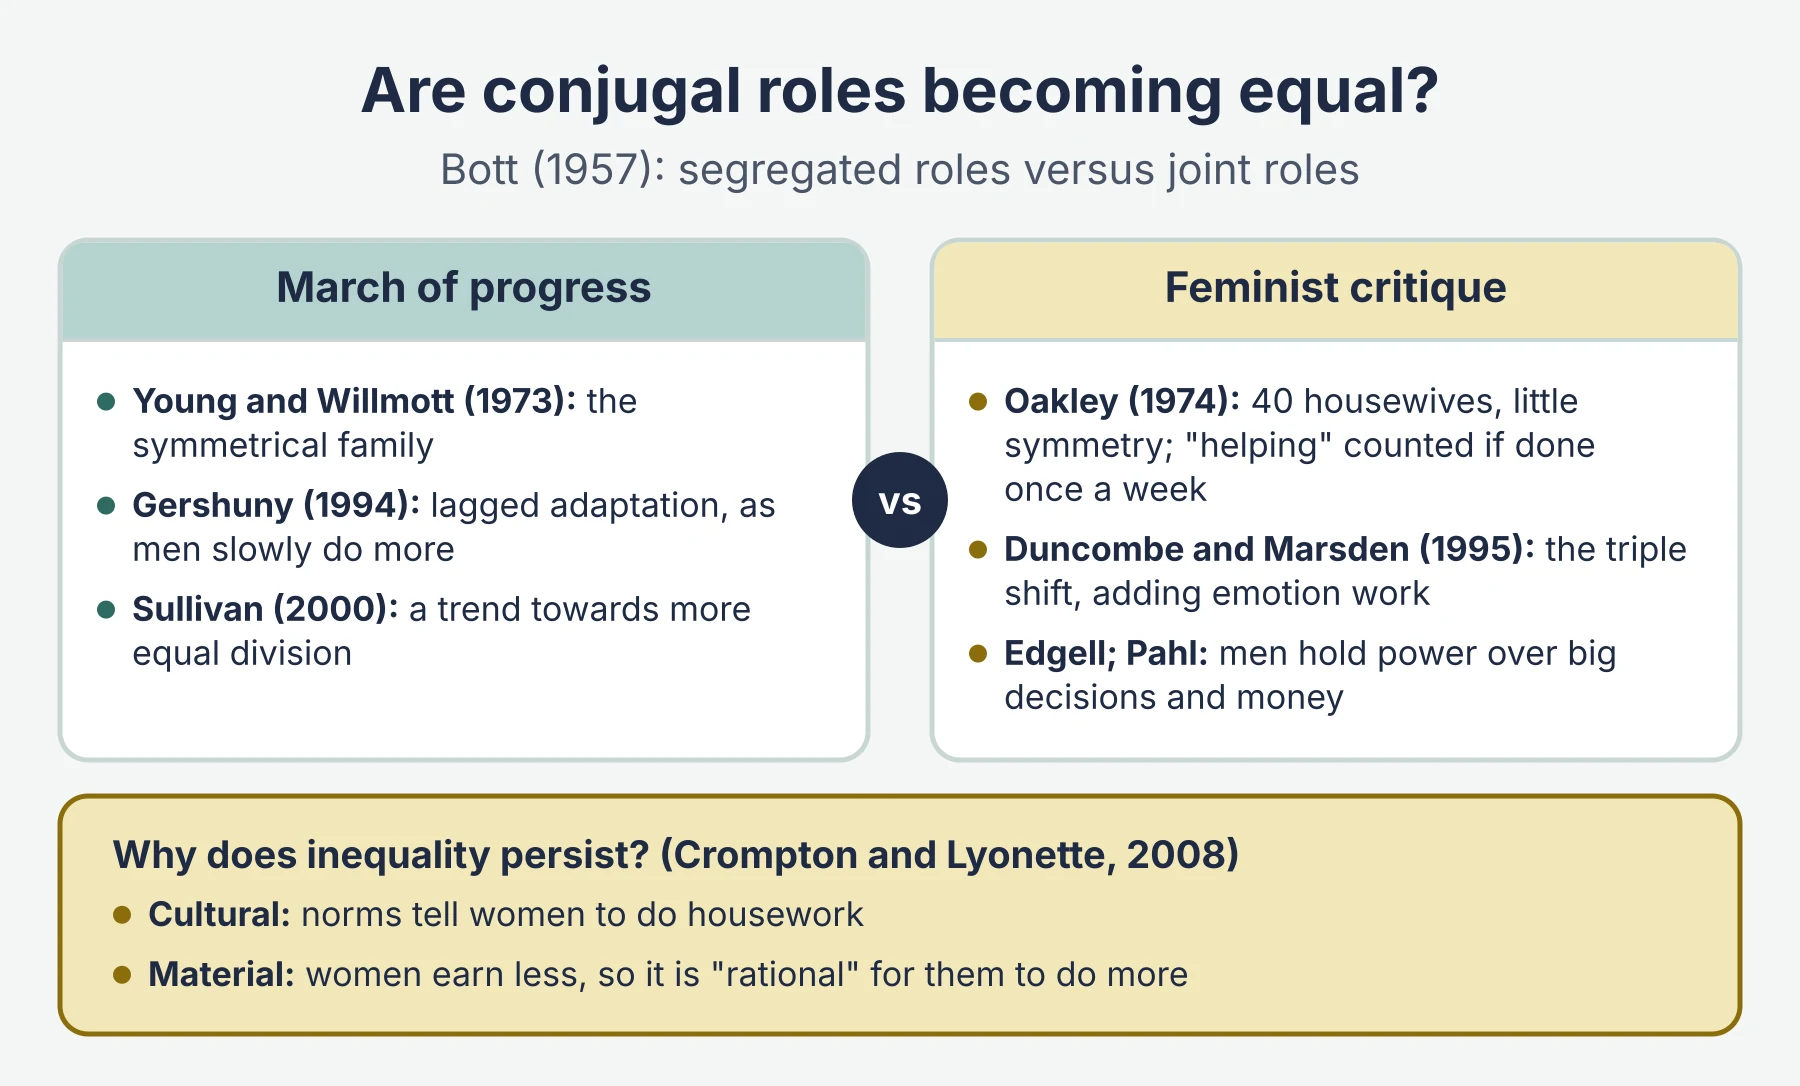 Are conjugal roles becoming equal?
Bott (1957): segregated roles versus joint roles
March of progress
Young and Willmott (1973): the
symmetrical family
Gershuny (1994): lagged adaptation, as
men slowly do more
Sullivan (2000): a trend towards more
equal division
vs
Feminist critique
Oakley (1974): 40 housewives, little
symmetry; "helping" counted if done
once a week
Duncombe and Marsden (1995): the triple
shift, adding emotion work
Edgell; Pahl: men hold power over big
decisions and money
Why does inequality persist? (Crompton and Lyonette, 2008)
Cultural: norms tell women to do housework
Material: women earn less, so it is "rational" for them to do more